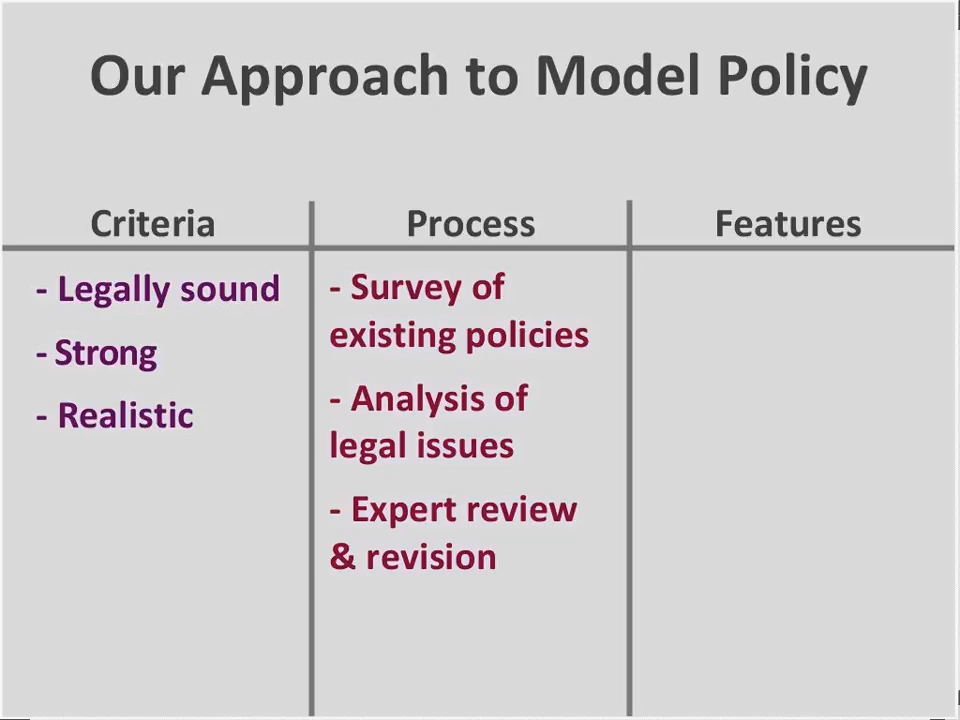 Our Approach to Model Policy
Criteria
Process
Features
- Legally sound
- Strong
- Realistic
- Survey of
existing policies
- Analysis of
legal issues
- Expert review
& revision